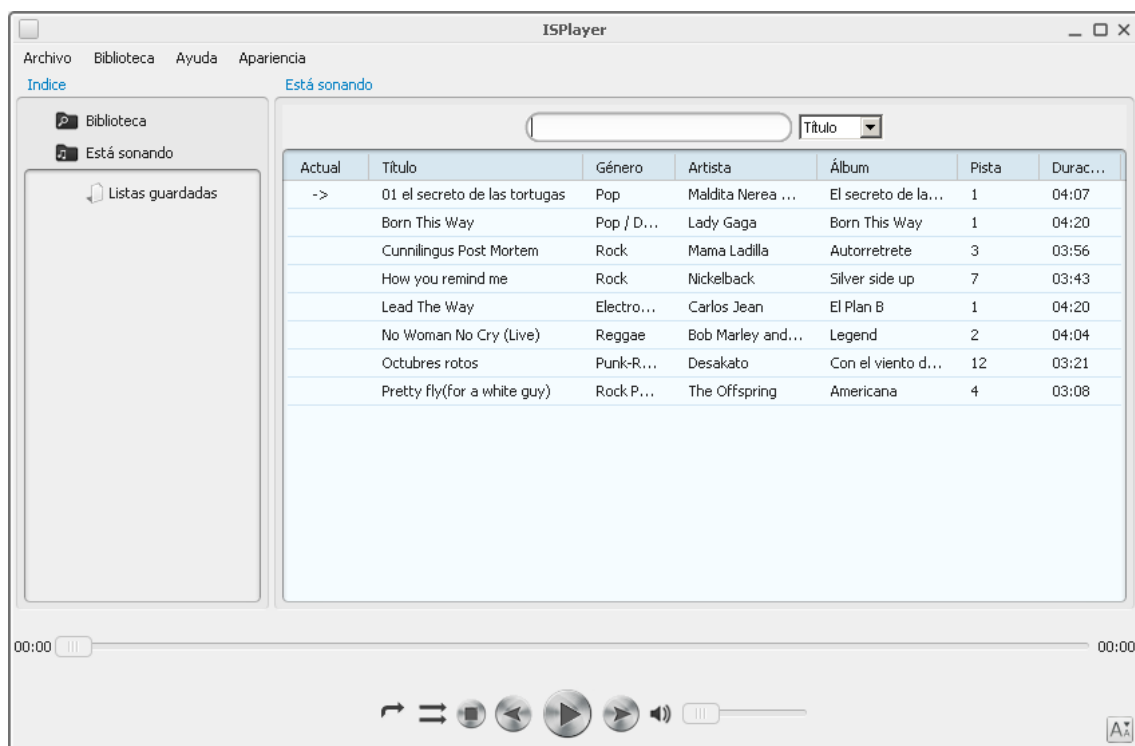 ISPlayer
Archivo Biblioteca Ayuda Apariencia
Indice Está sonando
Biblioteca
Está sonando
Listas guardadas
Título
Actual Título Género Artista Álbum Pista Durac...
-> 01 el secreto de las tortugas Pop Maldita Nerea ... El secreto de la... 1 04:07
Born This Way Pop / D... Lady Gaga Born This Way 1 04:20
Cunnilingus Post Mortem Rock Mama Ladilla Autorretrete 3 03:56
How you remind me Rock Nickelback Silver side up 7 03:43
Lead The Way Electro... Carlos Jean El Plan B 1 04:20
No Woman No Cry (Live) Reggae Bob Marley and... Legend 2 04:04
Octubres rotos Punk-R... Desakato Con el viento d... 12 03:21
Pretty fly(for a white guy) Rock P... The Offspring Americana 4 03:08
00:00 00:00